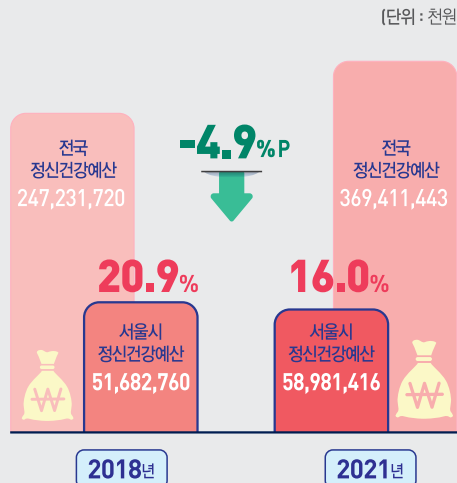 (단위 : 천원
전국
정신건강예산
247,231,720
-4.9%P
전국
정신건강예산
369,411,443
20.9%
서울시
정신건강예산
51,682,760
16.0%
서울시
정신건강예산
58,981,416
₩
₩
2018년
2021년